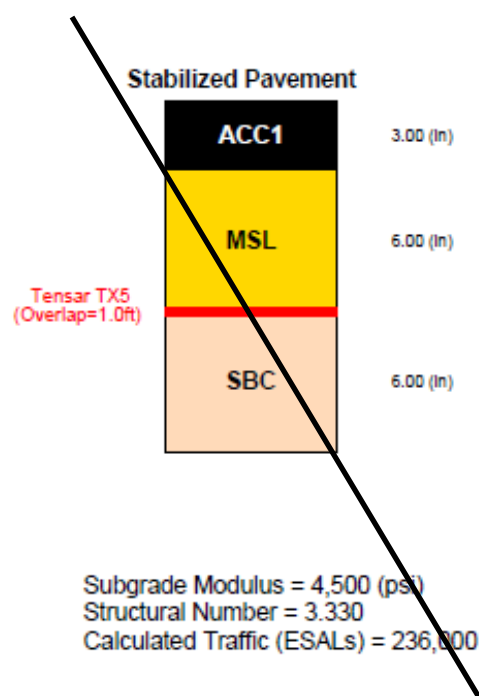 Stabilized Pavement
ACC1
3.00 (in)
MSL
6.00 (in)
Tensar TX5
(Overlap=1.0ft)
SBC
6.00 (in)
Subgrade Modulus = 4,500 (psi)
Structural Number = 3.330
Calculated Traffic (ESALs) = 236,000